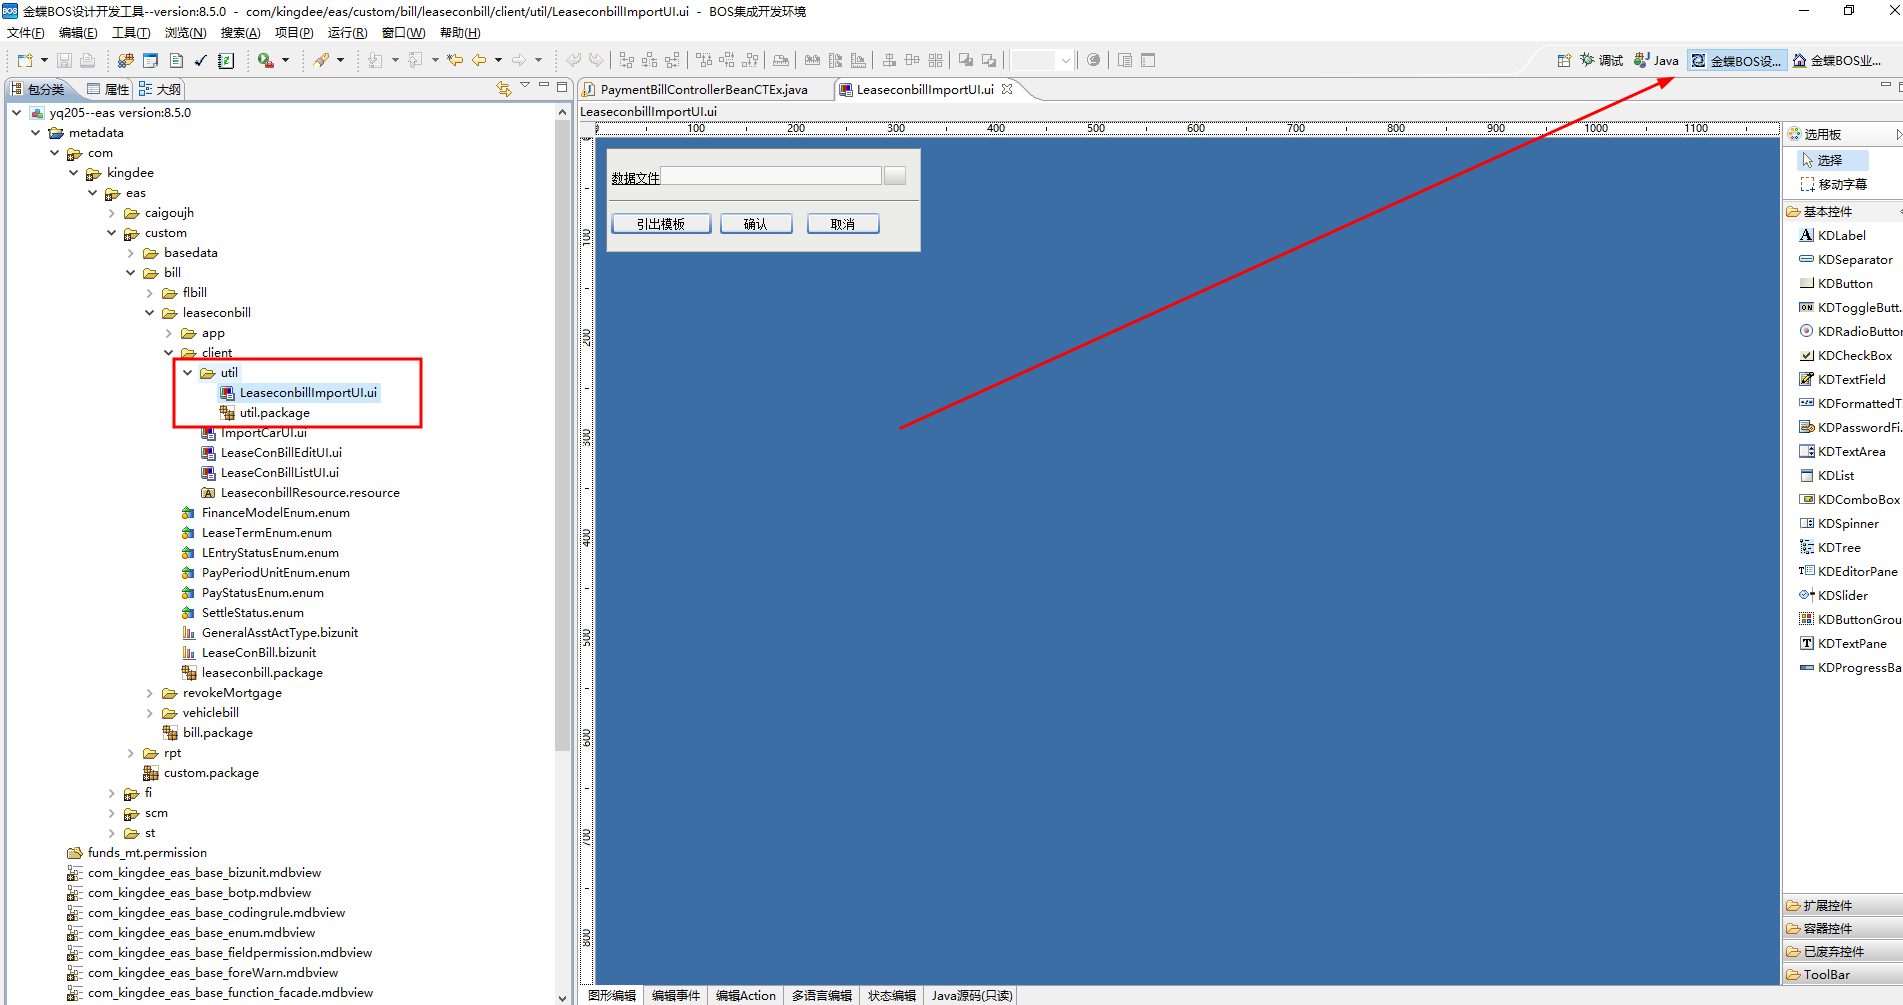 金蝶BOS设计开发工具--version:8.5.0 - com/kingdee/eas/custom/bill/leaseconbill/client/util/LeaseconbillImportUI.ui - BOS集成开发环境
文件(F) 编辑(E) 工具(T) 浏览(N) 搜索(A) 项目(P) 运行(R) 窗口(W) 帮助(H)
调试 Java 金蝶BOS设... 金蝶BOS业...
包分类 属性 大纲
PaymentBillControllerBeanCTEx.java LeaseconbillImportUI.ui
LeaseconbillImportUI.ui
0 100 200 300 400 500 600 700 800 900 1000 1100
0
100
200
300
400
500
600
700
800
yq205--eas version:8.5.0
metadata
com
kingdee
eas
caigoujh
custom
basedata
bill
flbill
leaseconbill
app
client
util
LeaseconbillImportUI.ui
util.package
ImportCarUI.ui
LeaseConBillEditUI.ui
LeaseConBillListUI.ui
LeaseconbillResource.resource
FinanceModelEnum.enum
LeaseTermEnum.enum
LEntryStatusEnum.enum
PayPeriodUnitEnum.enum
PayStatusEnum.enum
SettleStatus.enum
GeneralAsstActType.bizunit
LeaseConBill.bizunit
leaseconbill.package
revokeMortgage
vehiclebill
bill.package
rpt
custom.package
fi
scm
st
funds_mt.permission
com_kingdee_eas_base_bizunit.mdbview
com_kingdee_eas_base_botp.mdbview
com_kingdee_eas_base_codingrule.mdbview
com_kingdee_eas_base_enum.mdbview
com_kingdee_eas_base_fieldpermission.mdbview
com_kingdee_eas_base_foreWarn.mdbview
com_kingdee_eas_base_function_facade.mdbview
数据文件
引出模板 确认 取消
选用板
选择
移动字幕
基本控件
KDLabel
KDSeparator
KDButton
KDToggleButt.
KDRadioButtor
KDCheckBox
KDTextField
KDFormattedT.
KDPasswordFi.
KDTextArea
KDList
KDComboBox
KDSpinner
KDTree
KDEditorPane
KDSlider
KDButtonGrou
KDTextPane
KDProgressBa
扩展控件
容器控件
已废弃控件
ToolBar
图形编辑 编辑事件 编辑Action 多语言编辑 状态编辑 Java源码(只读)